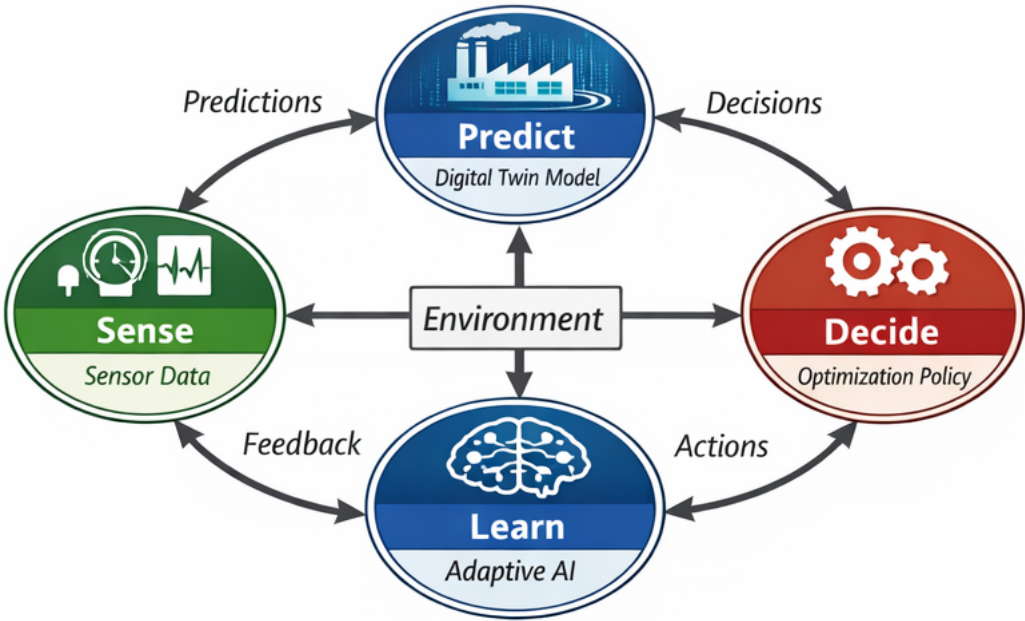 Predictions
Decisions
Predict
Digital Twin Model
Sense
Sensor Data
Environment
Decide
Optimization Policy
Feedback
Actions
Learn
Adaptive AI